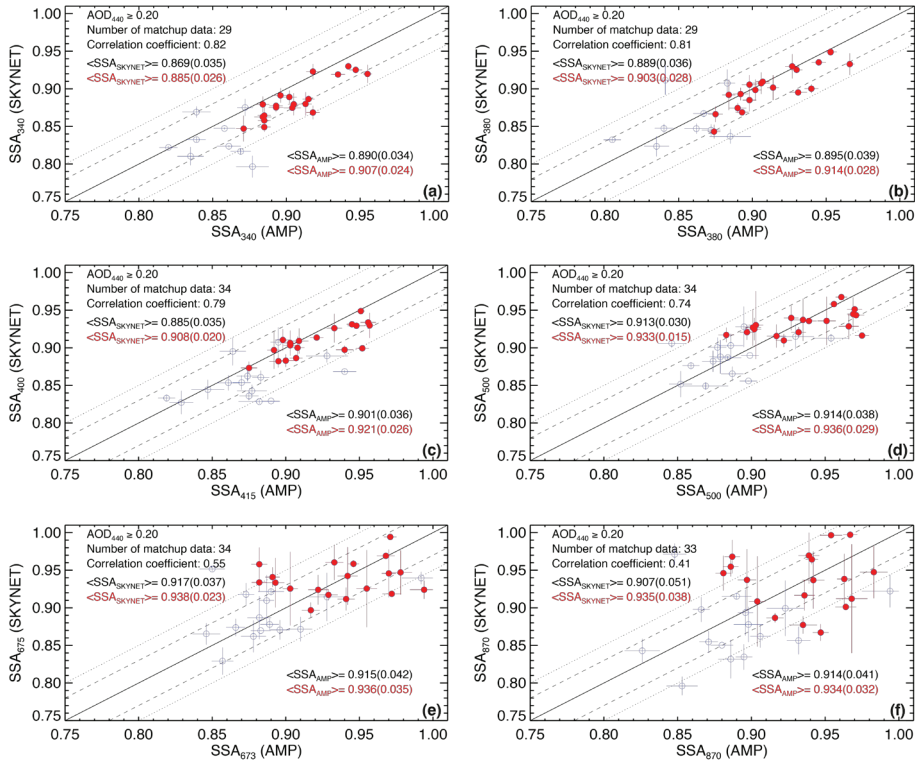 AOD440 ≥ 0.20
Number of matchup data: 29
Correlation coefficient: 0.82
<SSASKYNET>= 0.869(0.035)
<SSASKYNET>= 0.885(0.026)
<SSAAMP>= 0.890(0.034)
<SSAAMP>= 0.907(0.024)
(a)
1.00
0.95
0.90
0.85
0.80
0.75
SSA340 (SKYNET)
0.75 0.80 0.85 0.90 0.95 1.00
SSA340 (AMP)
AOD440 ≥ 0.20
Number of matchup data: 29
Correlation coefficient: 0.81
<SSASKYNET>= 0.889(0.036)
<SSASKYNET>= 0.903(0.028)
<SSAAMP>= 0.895(0.039)
<SSAAMP>= 0.914(0.028)
(b)
1.00
0.95
0.90
0.85
0.80
0.75
SSA380 (SKYNET)
0.75 0.80 0.85 0.90 0.95 1.00
SSA380 (AMP)
AOD440 ≥ 0.20
Number of matchup data: 34
Correlation coefficient: 0.79
<SSASKYNET>= 0.885(0.035)
<SSASKYNET>= 0.908(0.020)
<SSAAMP>= 0.901(0.036)
<SSAAMP>= 0.921(0.026)
(c)
1.00
0.95
0.90
0.85
0.80
0.75
SSA400 (SKYNET)
0.75 0.80 0.85 0.90 0.95 1.00
SSA415 (AMP)
AOD440 ≥ 0.20
Number of matchup data: 34
Correlation coefficient: 0.74
<SSASKYNET>= 0.913(0.030)
<SSASKYNET>= 0.933(0.015)
<SSAAMP>= 0.914(0.038)
<SSAAMP>= 0.936(0.029)
(d)
1.00
0.95
0.90
0.85
0.80
0.75
SSA500 (SKYNET)
0.75 0.80 0.85 0.90 0.95 1.00
SSA500 (AMP)
AOD440 ≥ 0.20
Number of matchup data: 34
Correlation coefficient: 0.55
<SSASKYNET>= 0.917(0.037)
<SSASKYNET>= 0.938(0.023)
<SSAAMP>= 0.915(0.042)
<SSAAMP>= 0.936(0.035)
(e)
1.00
0.95
0.90
0.85
0.80
0.75
SSA675 (SKYNET)
0.75 0.80 0.85 0.90 0.95 1.00
SSA673 (AMP)
AOD440 ≥ 0.20
Number of matchup data: 33
Correlation coefficient: 0.41
<SSASKYNET>= 0.907(0.051)
<SSASKYNET>= 0.935(0.038)
<SSAAMP>= 0.914(0.041)
<SSAAMP>= 0.934(0.032)
(f)
1.00
0.95
0.90
0.85
0.80
0.75
SSA870 (SKYNET)
0.75 0.80 0.85 0.90 0.95 1.00
SSA870 (AMP)